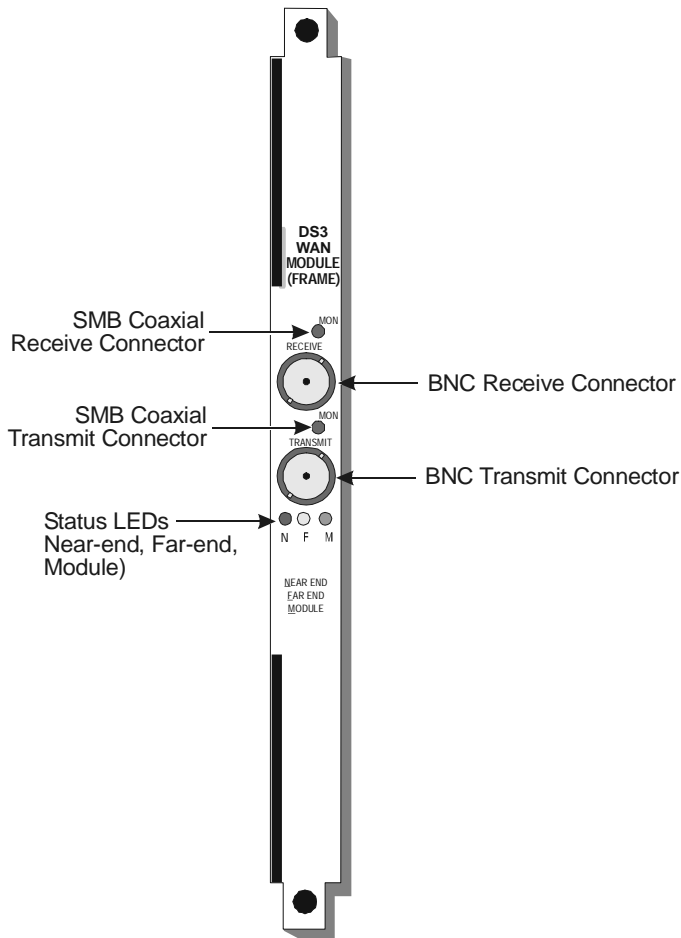 DS3
WAN
MODULE
(FRAME)
SMB Coaxial
Receive Connector
MON
RECEIVE
BNC Receive Connector
SMB Coaxial
Transmit Connector
MON
TRANSMIT
BNC Transmit Connector
Status LEDs
Near-end, Far-end,
Module)
N F M
NEAR END
FAR END
MODULE